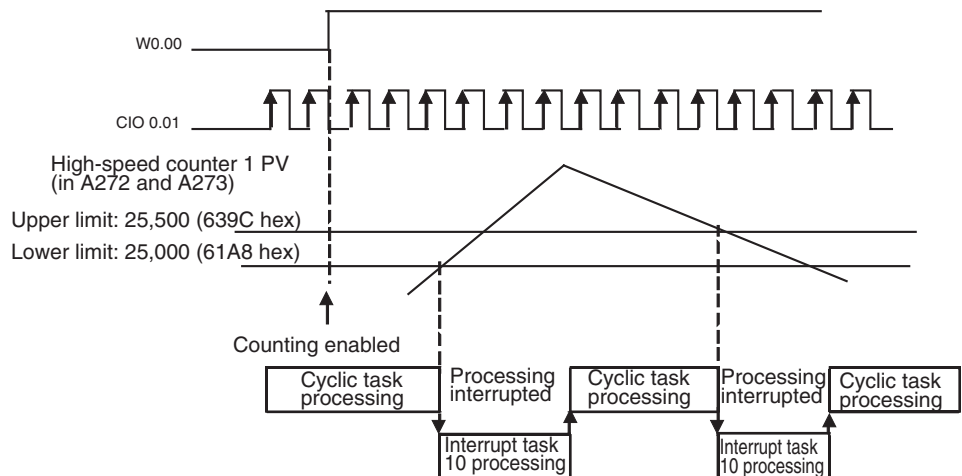 W0.00
CIO 0.01
High-speed counter 1 PV
(in A272 and A273)
Upper limit: 25,500 (639C hex)
Lower limit: 25,000 (61A8 hex)
Counting enabled
Cyclic task
processing
Processing
interrupted
Cyclic task
processing
Processing
interrupted
Cyclic task
processing
Interrupt task
10 processing
Interrupt task
10 processing